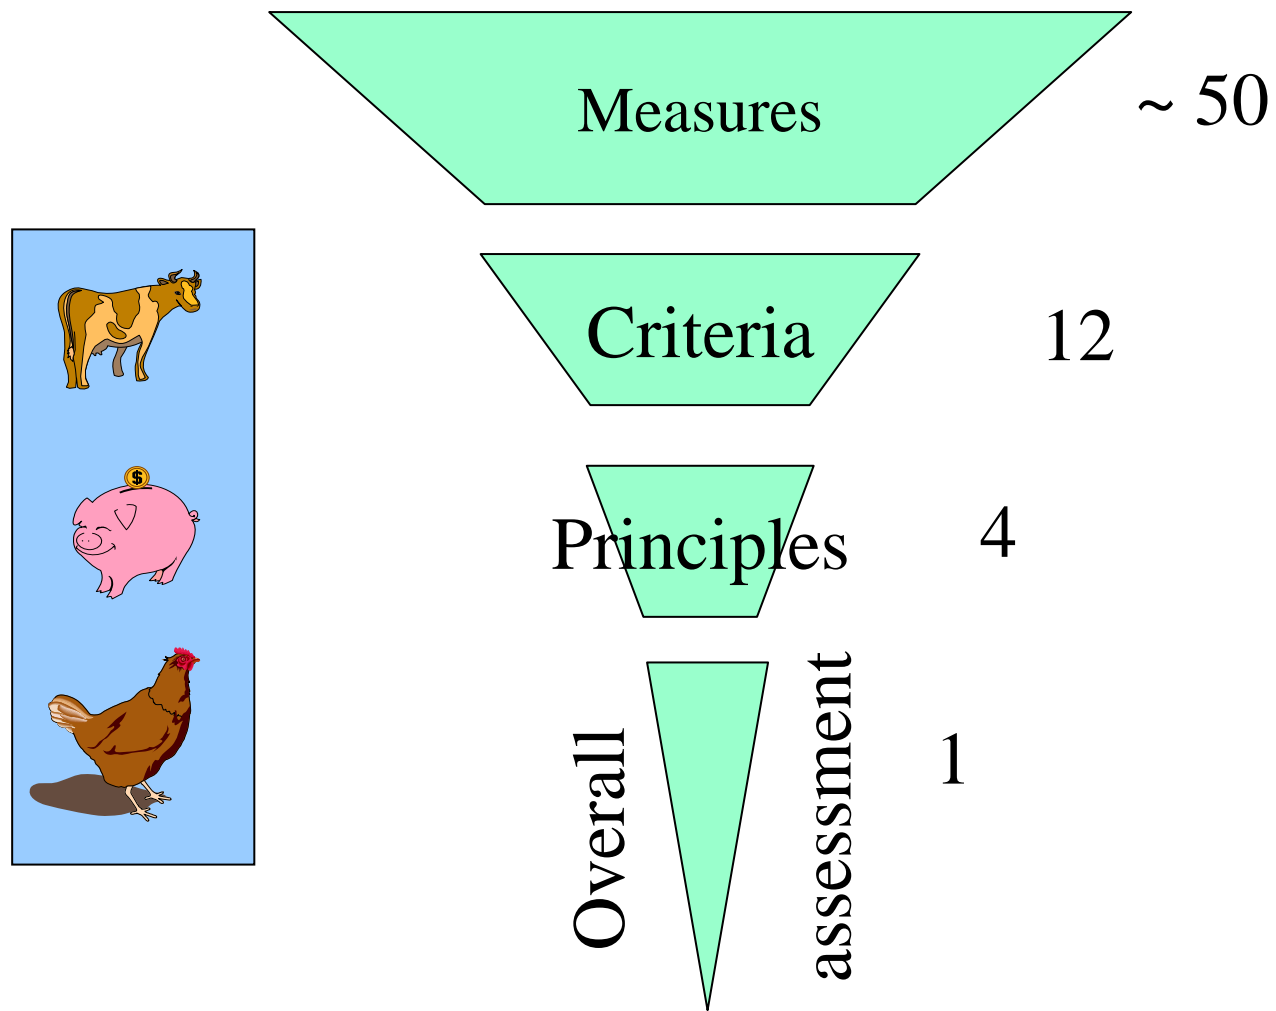 Measures
~ 50
Criteria
12
$
Principles
4
Overall
assessment
1